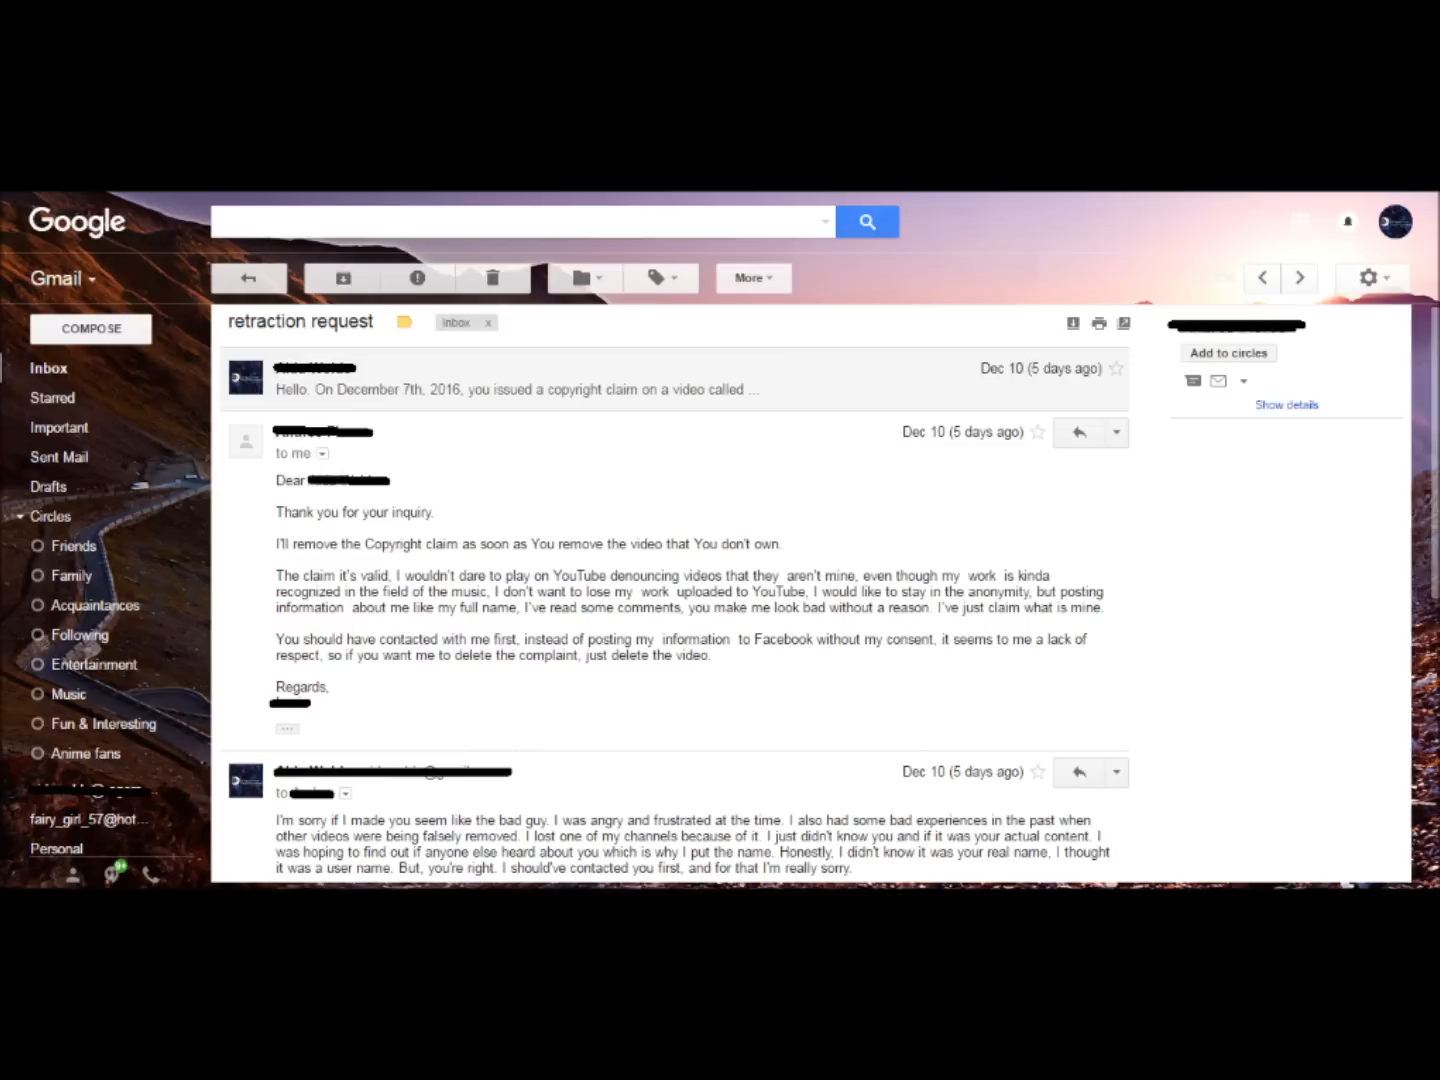 Google
Gmail
More
COMPOSE
retraction request
Inbox x
Inbox
Starred
Important
Sent Mail
Drafts
Circles
Friends
Family
Acquaintances
Following
Entertainment
Music
Fun & Interesting
Anime fans
fairy_girl_57@hot...
Personal
9+
Dec 10 (5 days ago)
Hello. On December 7th, 2016, you issued a copyright claim on a video called ...
Dec 10 (5 days ago)
to me
Dear
Thank you for your inquiry.
I'll remove the Copyright claim as soon as You remove the video that You don't own.
The claim it's valid, I wouldn't dare to play on YouTube denouncing videos that they aren't mine, even though my work is kinda
recognized in the field of the music, I don't want to lose my work uploaded to YouTube, I would like to stay in the anonymity, but posting
information about me like my full name, I've read some comments, you make me look bad without a reason. I've just claim what is mine.
You should have contacted with me first, instead of posting my information to Facebook without my consent, it seems to me a lack of
respect, so if you want me to delete the complaint, just delete the video.
Regards,
Dec 10 (5 days ago)
to
I'm sorry if I made you seem like the bad guy. I was angry and frustrated at the time. I also had some bad experiences in the past when
other videos were being falsely removed. I lost one of my channels because of it. I just didn't know you and if it was your actual content. I
was hoping to find out if anyone else heard about you which is why I put the name. Honestly, I didn't know it was your real name, I thought
it was a user name. But, you're right. I should've contacted you first, and for that I'm really sorry.
Add to circles
Show details